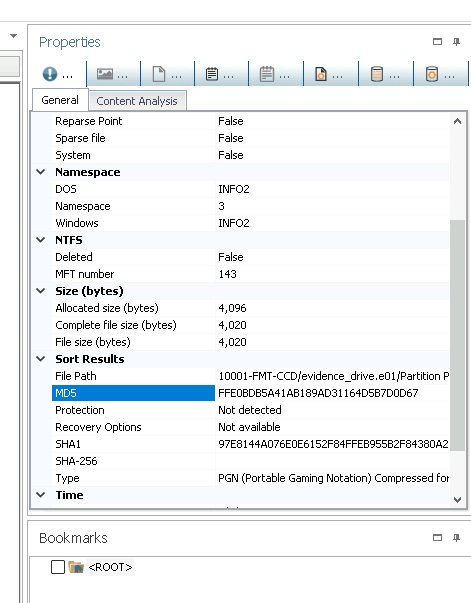 Properties
... ... ... ... ... ... ... ...
General Content Analysis
Reparse Point False
Sparse file False
System False
Namespace
DOS INFO2
Namespace 3
Windows INFO2
NTFS
Deleted False
MFT number 143
Size (bytes)
Allocated size (bytes) 4,096
Complete file size (bytes) 4,020
File size (bytes) 4,020
Sort Results
File Path 10001-FMT-CCD/evidence_drive.e01/Partition P
MD5 FFE0BDB5A41AB189AD31164D5B7D0D67
Protection Not detected
Recovery Options Not available
SHA1 97E8144A076E0E6152F84FFEB955B2F84380A2
SHA-256
Type PGN (Portable Gaming Notation) Compressed for
Time
Bookmarks
<ROOT>